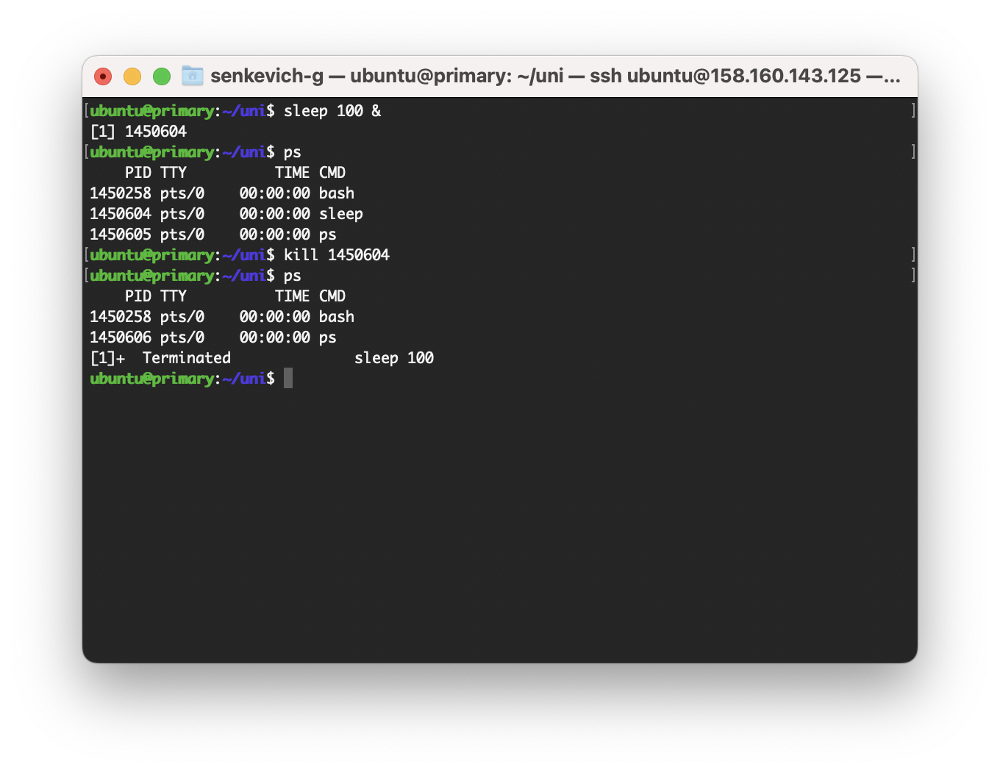 senkevich-g — ubuntu@primary: ~/uni — ssh ubuntu@158.160.143.125 —...
[ubuntu@primary:~/uni$ sleep 100 & ]
[1] 1450604
[ubuntu@primary:~/uni$ ps ]
    PID TTY          TIME CMD
1450258 pts/0    00:00:00 bash
1450604 pts/0    00:00:00 sleep
1450605 pts/0    00:00:00 ps
[ubuntu@primary:~/uni$ kill 1450604 ]
[ubuntu@primary:~/uni$ ps ]
    PID TTY          TIME CMD
1450258 pts/0    00:00:00 bash
1450606 pts/0    00:00:00 ps
[1]+  Terminated              sleep 100
ubuntu@primary:~/uni$